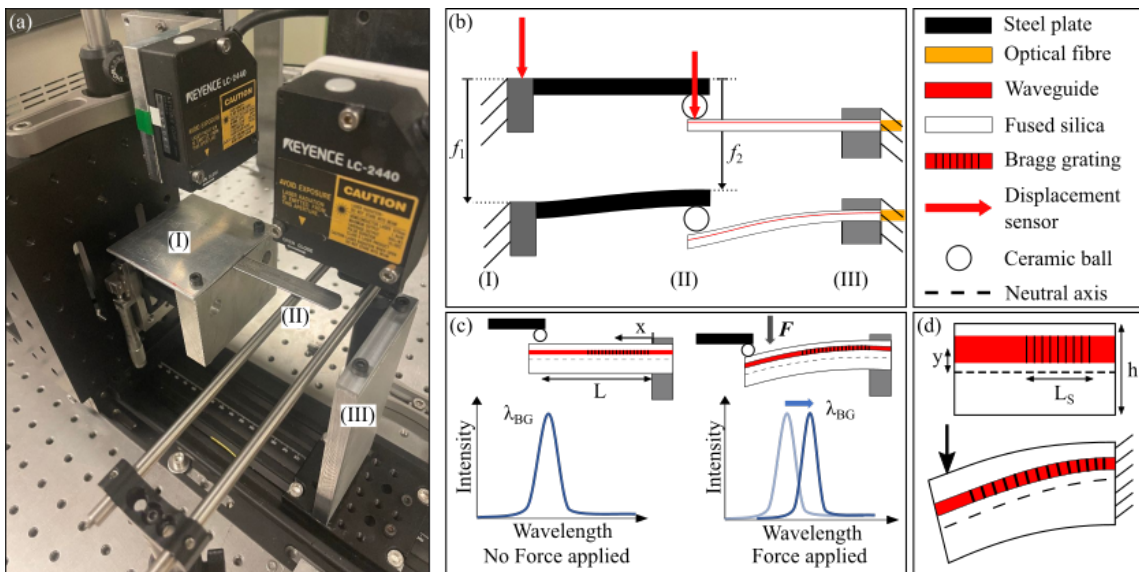 (a)
KEYENCE LC-2440
CAUTION
KEYENCE LC-2440
AVOID EXPOSURE
CAUTION
(I)
(II)
(III)
(b)
f1
f2
(I)
(II)
(III)
Steel plate
Optical fibre
Waveguide
Fused silica
Bragg grating
Displacement
sensor
Ceramic ball
Neutral axis
(c)
x
L
F
λBG
Intensity
Wavelength
No Force applied
λBG
Intensity
Wavelength
Force applied
(d)
y
h
LS